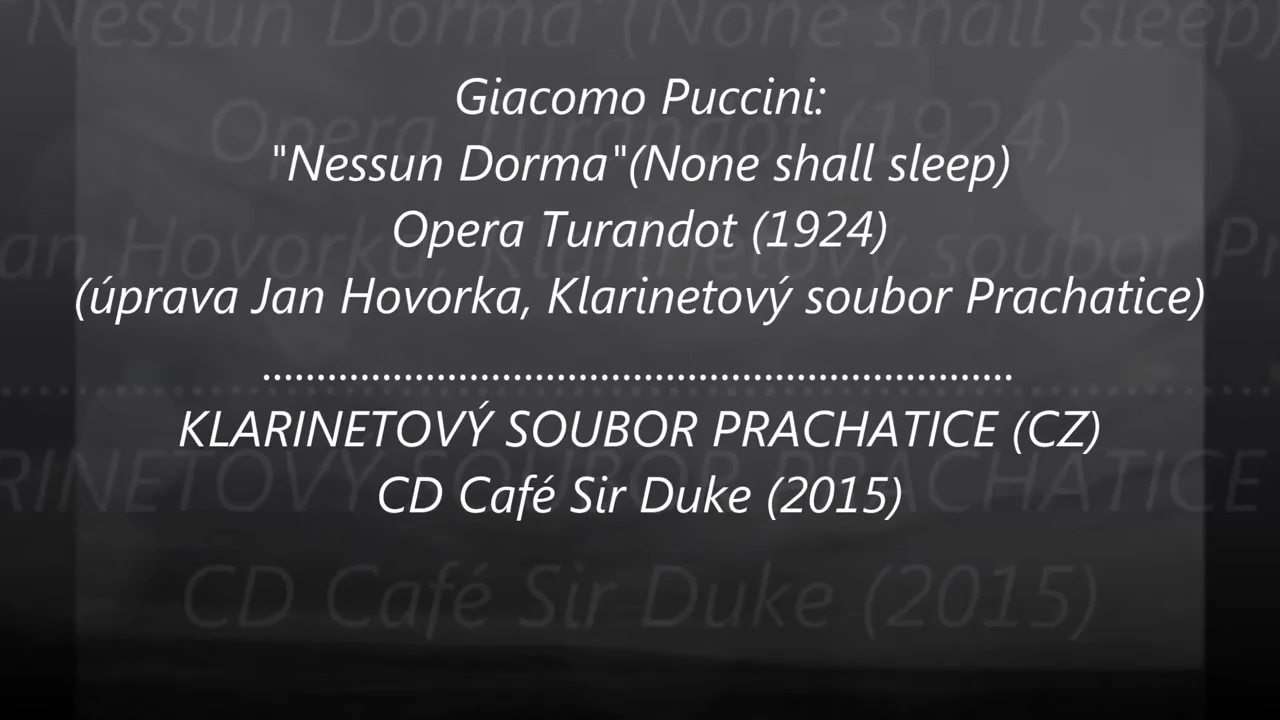 Giacomo Puccini:
"Nessun Dorma"(None shall sleep)
Opera Turandot (1924)
(úprava Jan Hovorka, Klarinetový soubor Prachatice)
.....................................................................
KLARINETOVÝ SOUBOR PRACHATICE (CZ)
CD Café Sir Duke (2015)